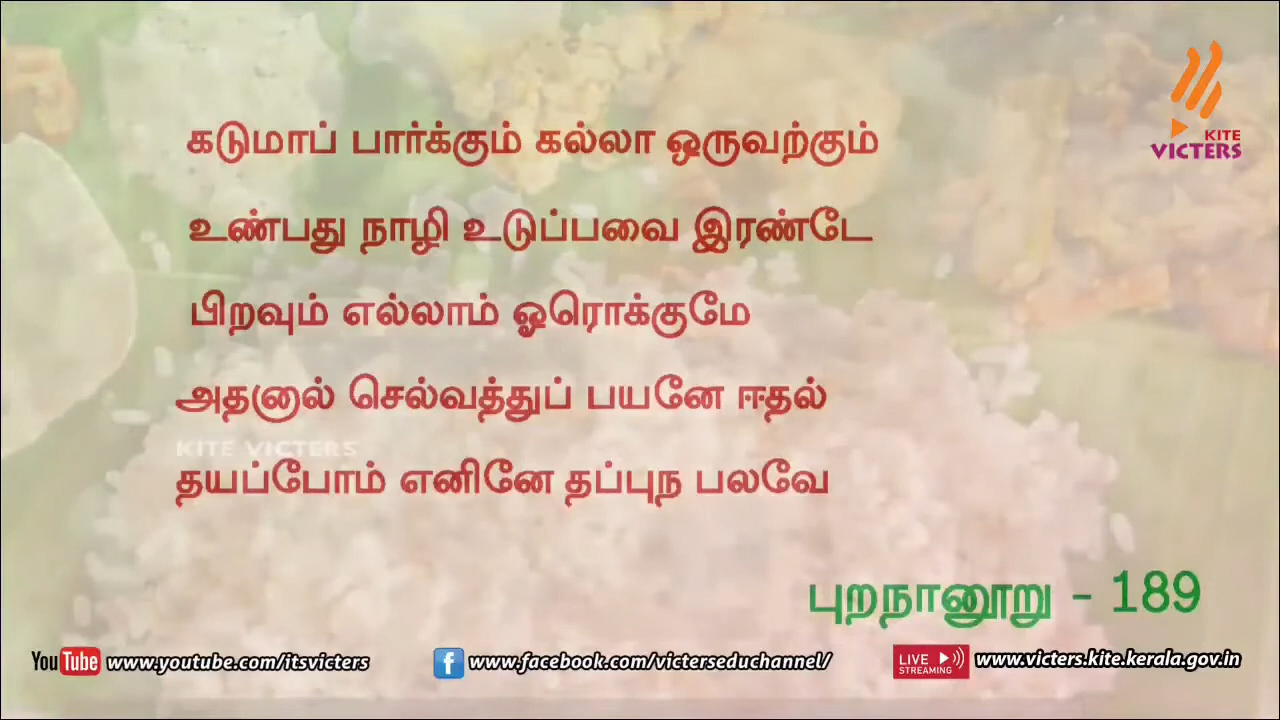 KITE
VICTERS
கடுமாப் பார்க்கும் கல்லா ஒருவற்கும்
உண்பது நாழி உடுப்பவை இரண்டே
பிறவும் எல்லாம் ஓரொக்குமே
அதனால் செல்வத்துப் பயனே ஈதல்
KITE VICTERS
தயப்போம் எனினே தப்புந பலவே
புறநானூறு - 189
YouTube www.youtube.com/itsvicters f www.facebook.com/victerseduchannel/ LIVE STREAMING www.victers.kite.kerala.gov.in